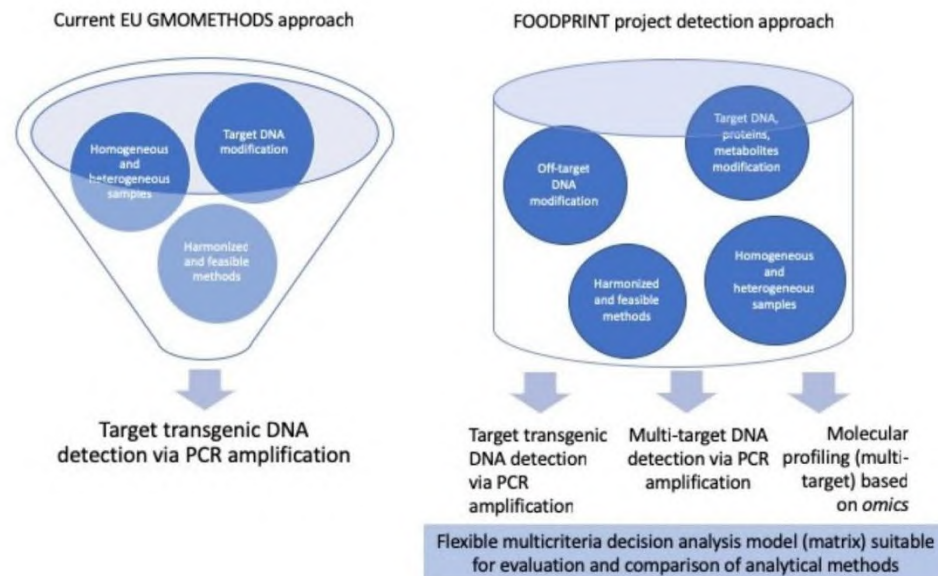 Current EU GMOMETHODS approach
Homogeneous
and
heterogeneous
samples
Target DNA
modification
Harmonized
and feasible
methods
Target transgenic DNA
detection via PCR amplification
FOODPRINT project detection approach
Off-target
DNA
modification
Target DNA,
proteins,
metabolites
modification
Harmonized
and feasible
methods
Homogeneous
and
heterogeneous
samples
Target transgenic
DNA detection
via PCR
amplification
Multi-target DNA
detection via PCR
amplification
Molecular
profiling (multi-
target) based
on omics
Flexible multicriteria decision analysis model (matrix) suitable
for evaluation and comparison of analytical methods